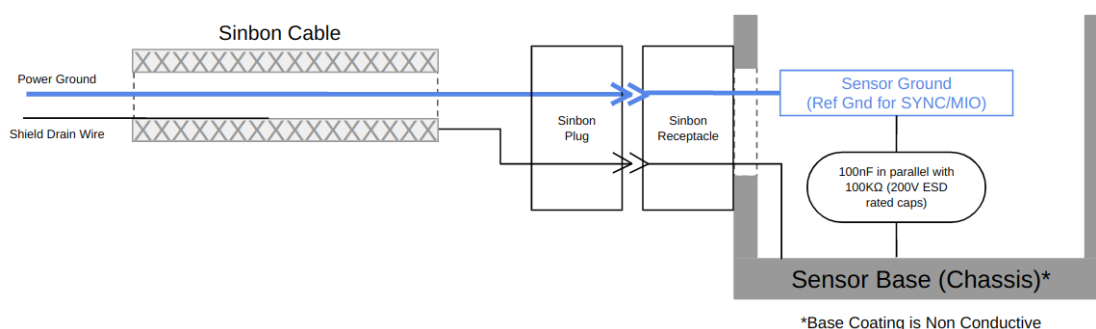 Sinbon Cable
Power Ground
Shield Drain Wire
Sinbon
Plug
Sinbon
Receptacle
Sensor Ground
(Ref Gnd for SYNC/MIO)
100nF in parallel with
100KΩ (200V ESD
rated caps)
Sensor Base (Chassis)*
*Base Coating is Non Conductive